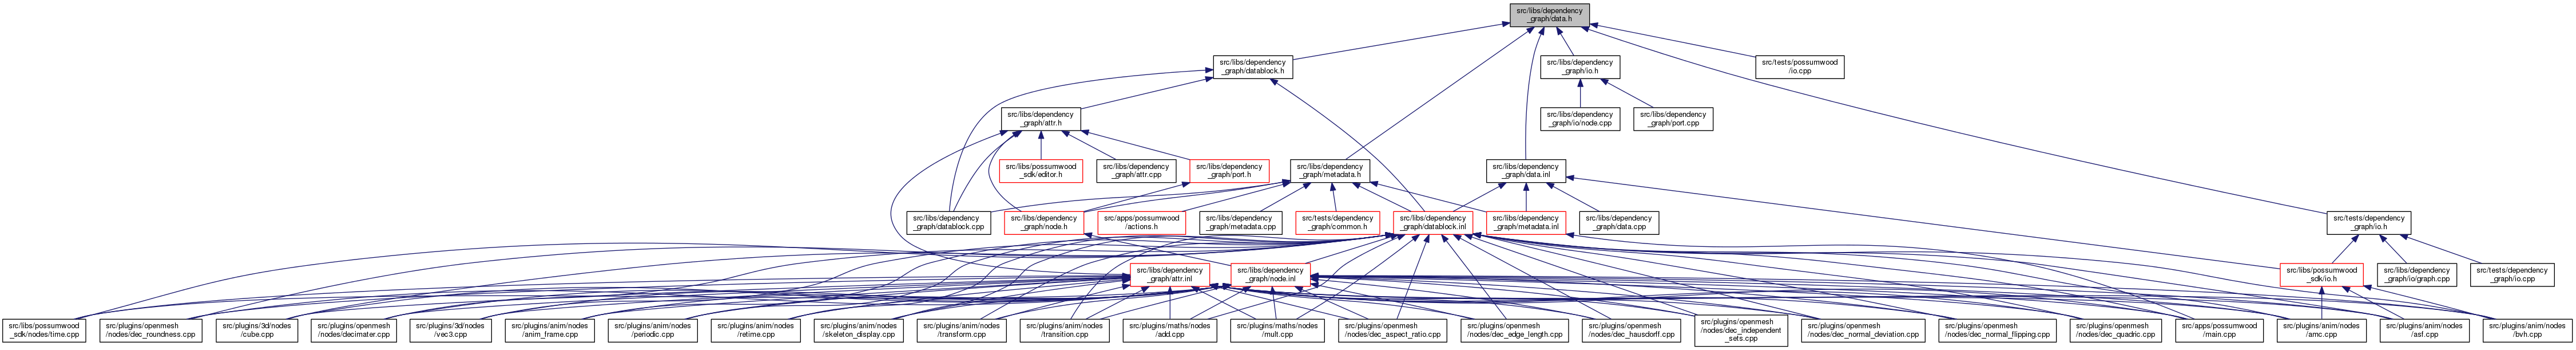 src/libs/dependency
_graph/data.h
src/libs/dependency
_graph/datablock.h
src/libs/dependency
_graph/io.h
src/tests/possumwood
/io.cpp
src/libs/dependency
_graph/attr.h
src/libs/dependency
_graph/io/node.cpp
src/libs/dependency
_graph/port.cpp
src/libs/possumwood
_sdk/editor.h
src/libs/dependency
_graph/attr.cpp
src/libs/dependency
_graph/port.h
src/libs/dependency
_graph/metadata.h
src/libs/dependency
_graph/data.inl
src/libs/dependency
_graph/datablock.cpp
src/libs/dependency
_graph/node.h
src/apps/possumwood
/actions.h
src/libs/dependency
_graph/metadata.cpp
src/tests/dependency
_graph/common.h
src/libs/dependency
_graph/datablock.inl
src/libs/dependency
_graph/metadata.inl
src/libs/dependency
_graph/data.cpp
src/tests/dependency
_graph/io.h
src/libs/dependency
_graph/attr.inl
src/libs/dependency
_graph/node.inl
src/libs/possumwood
_sdk/io.h
src/libs/dependency
_graph/io/graph.cpp
src/tests/dependency
_graph/io.cpp
src/libs/possumwood
_sdk/nodes/time.cpp
src/plugins/openmesh
/nodes/dec_roundness.cpp
src/plugins/3d/nodes
/cube.cpp
src/plugins/openmesh
/nodes/decimater.cpp
src/plugins/3d/nodes
/vec3.cpp
src/plugins/anim/nodes
/anim_frame.cpp
src/plugins/anim/nodes
/periodic.cpp
src/plugins/anim/nodes
/retime.cpp
src/plugins/anim/nodes
/skeleton_display.cpp
src/plugins/anim/nodes
/transform.cpp
src/plugins/anim/nodes
/transition.cpp
src/plugins/maths/nodes
/add.cpp
src/plugins/maths/nodes
/mult.cpp
src/plugins/openmesh
/nodes/dec_aspect_ratio.cpp
src/plugins/openmesh
/nodes/dec_edge_length.cpp
src/plugins/openmesh
/nodes/dec_hausdorff.cpp
src/plugins/openmesh
/nodes/dec_independent
_sets.cpp
src/plugins/openmesh
/nodes/dec_normal_deviation.cpp
src/plugins/openmesh
/nodes/dec_normal_flipping.cpp
src/plugins/openmesh
/nodes/dec_quadric.cpp
src/apps/possumwood
/main.cpp
src/plugins/anim/nodes
/amc.cpp
src/plugins/anim/nodes
/asf.cpp
src/plugins/anim/nodes
/bvh.cpp